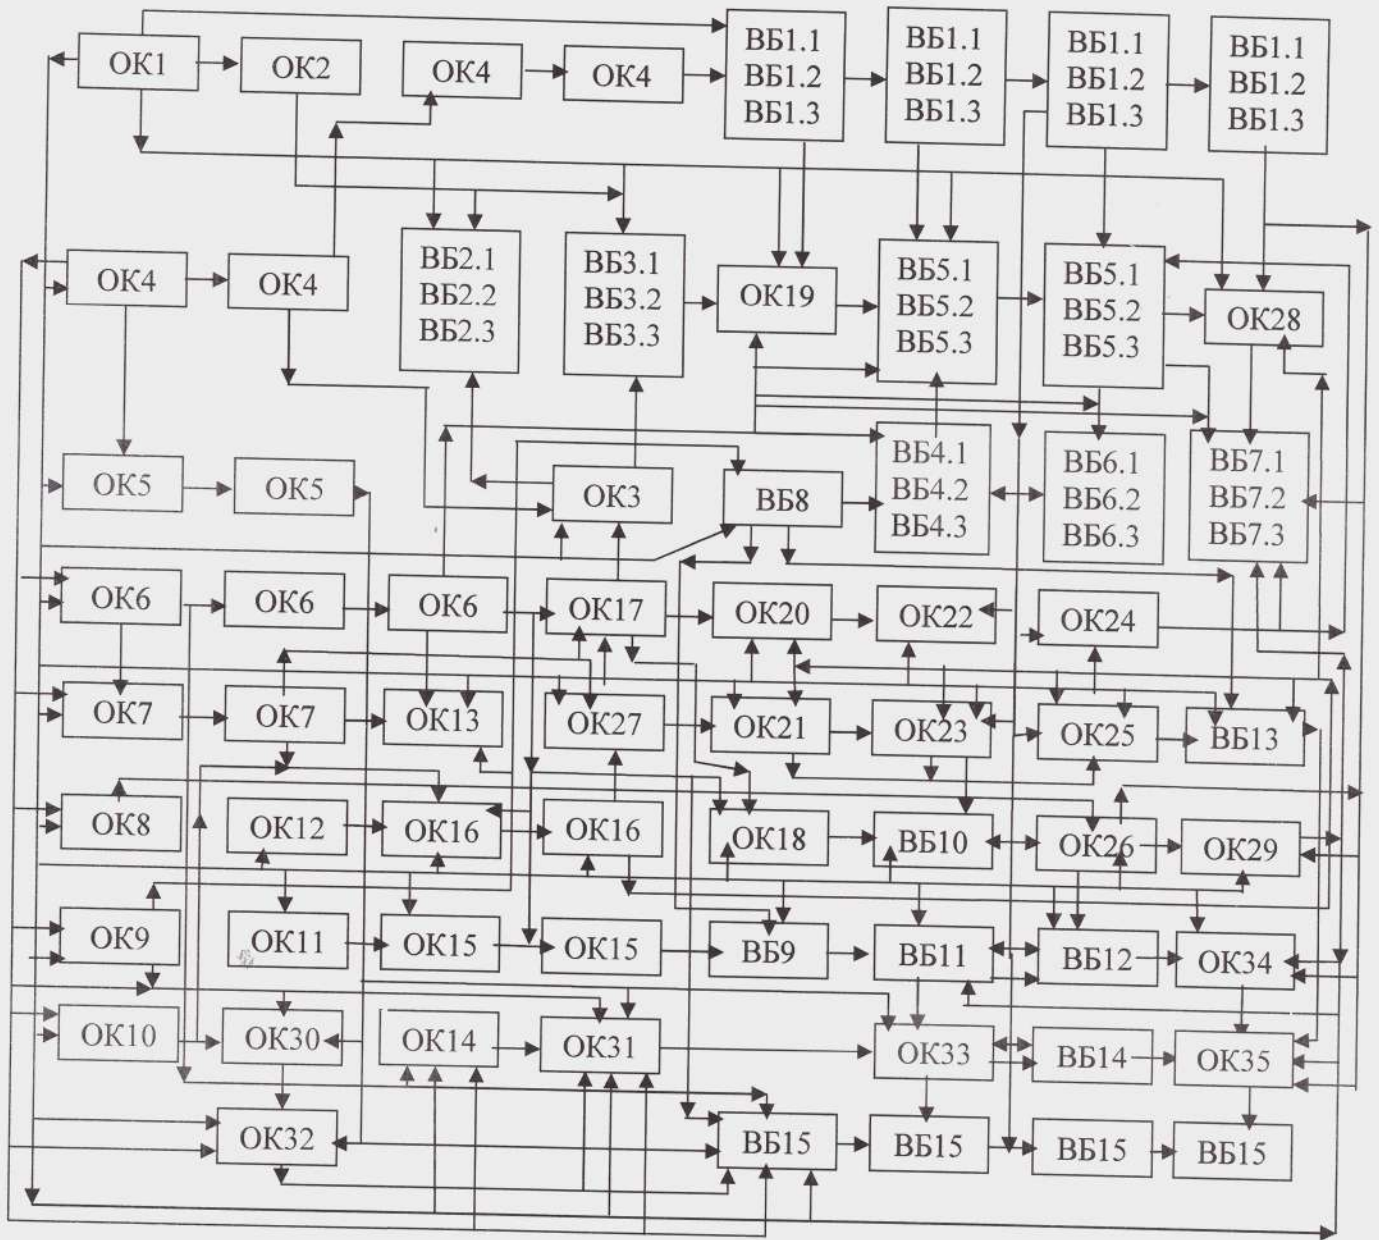 ОК1
ОК2
ОК4
ОК4
ВБ1.1
ВБ1.2
ВБ1.3
ВБ1.1
ВБ1.2
ВБ1.3
ВБ1.1
ВБ1.2
ВБ1.3
ВБ1.1
ВБ1.2
ВБ1.3
ОК4
ОК4
ВБ2.1
ВБ2.2
ВБ2.3
ВБ3.1
ВБ3.2
ВБ3.3
ОК19
ВБ5.1
ВБ5.2
ВБ5.3
ВБ5.1
ВБ5.2
ВБ5.3
ОК28
ОК5
ОК5
ОК3
ВБ8
ВБ4.1
ВБ4.2
ВБ4.3
ВБ6.1
ВБ6.2
ВБ6.3
ВБ7.1
ВБ7.2
ВБ7.3
ОК6
ОК6
ОК6
ОК17
ОК20
ОК22
ОК24
ОК7
ОК7
ОК13
ОК27
ОК21
ОК23
ОК25
ВБ13
ОК8
ОК12
ОК16
ОК16
ОК18
ВБ10
ОК26
ОК29
ОК9
ОК11
ОК15
ОК15
ВБ9
ВБ11
ВБ12
ОК34
ОК10
ОК30
ОК14
ОК31
ОК33
ВБ14
ОК35
ОК32
ВБ15
ВБ15
ВБ15
ВБ15